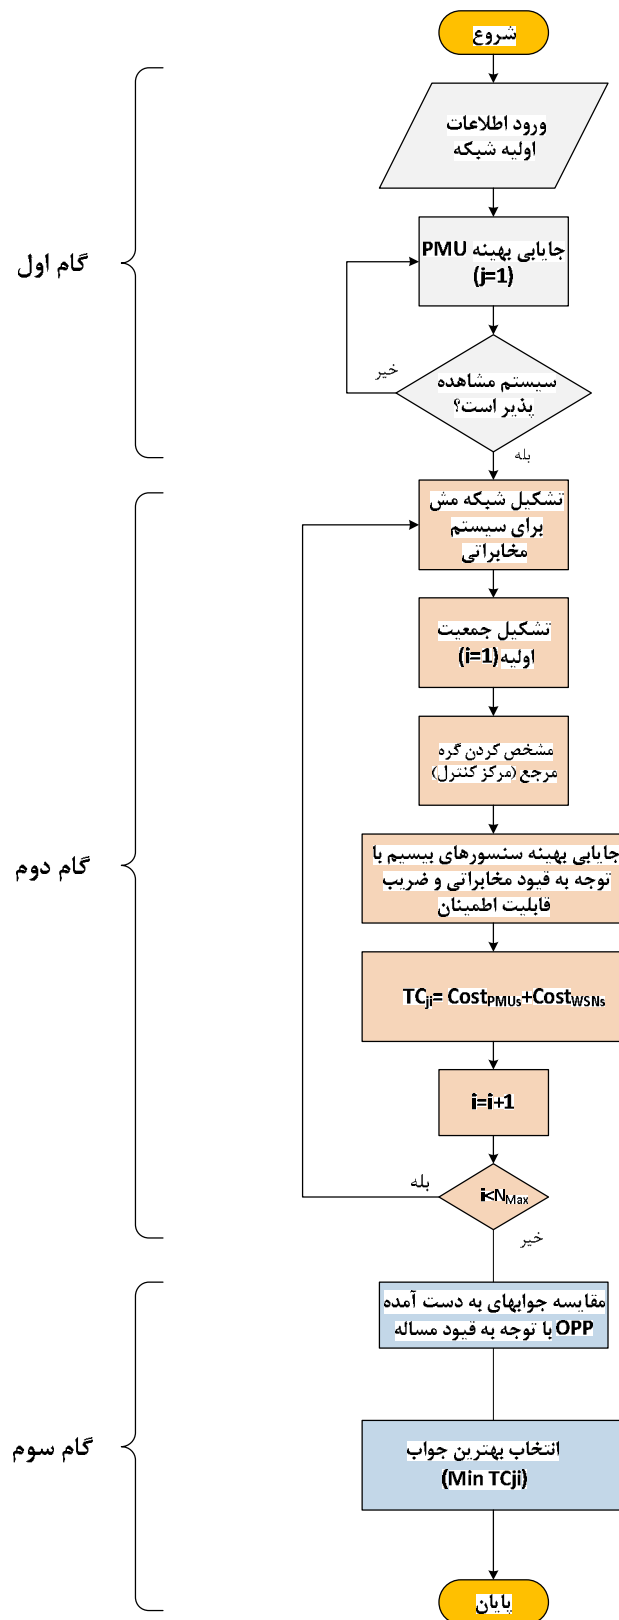 شروع
ورود اطلاعات
اولیه شبکه
جایابی بهینه PMU
(j=1)
گام اول
سیستم مشاهده
پذیر است؟
خیر
بله
تشکیل شبکه مش
برای سیستم
مخابراتی
تشکیل جمعیت
اولیه (i=1)
مشخص کردن گره
مرجع (مرکز کنترل)
جایابی بهینه سنسورهای بیسیم با
توجه به قیود مخابراتی و ضریب
قابلیت اطمینان
گام دوم
TCji= CostPMUs+CostWSNs
i=i+1
i<NMax
بله
خیر
مقایسه جوابهای به دست آمده
OPP با توجه به قیود مساله
گام سوم
انتخاب بهترین جواب
(Min TCji)
پایان